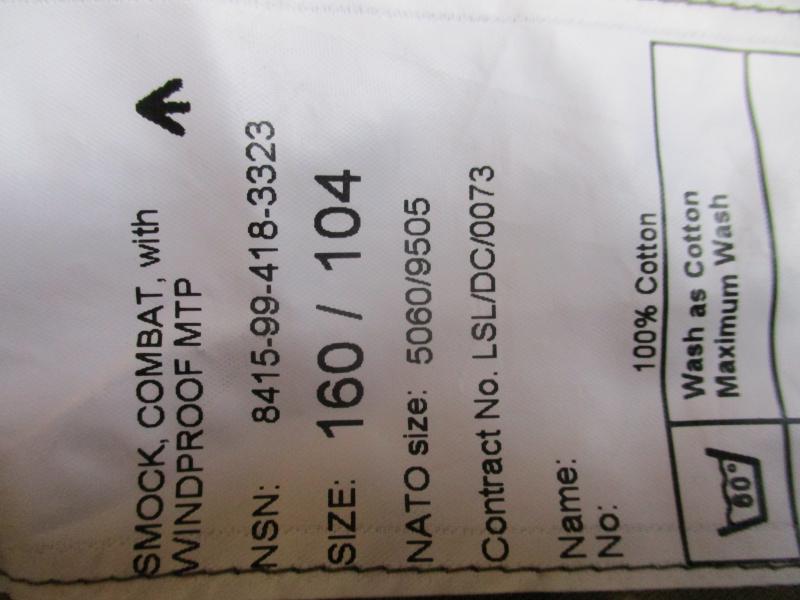 SMOCK, COMBAT, with
WINDPROOF MTP
NSN: 8415-99-418-3323
SIZE: 160 / 104
NATO size: 5060/9505
Contract No. LSL/DC/0073
Name:
No:
100% Cotton
Wash as Cotton
Maximum Wash
60°